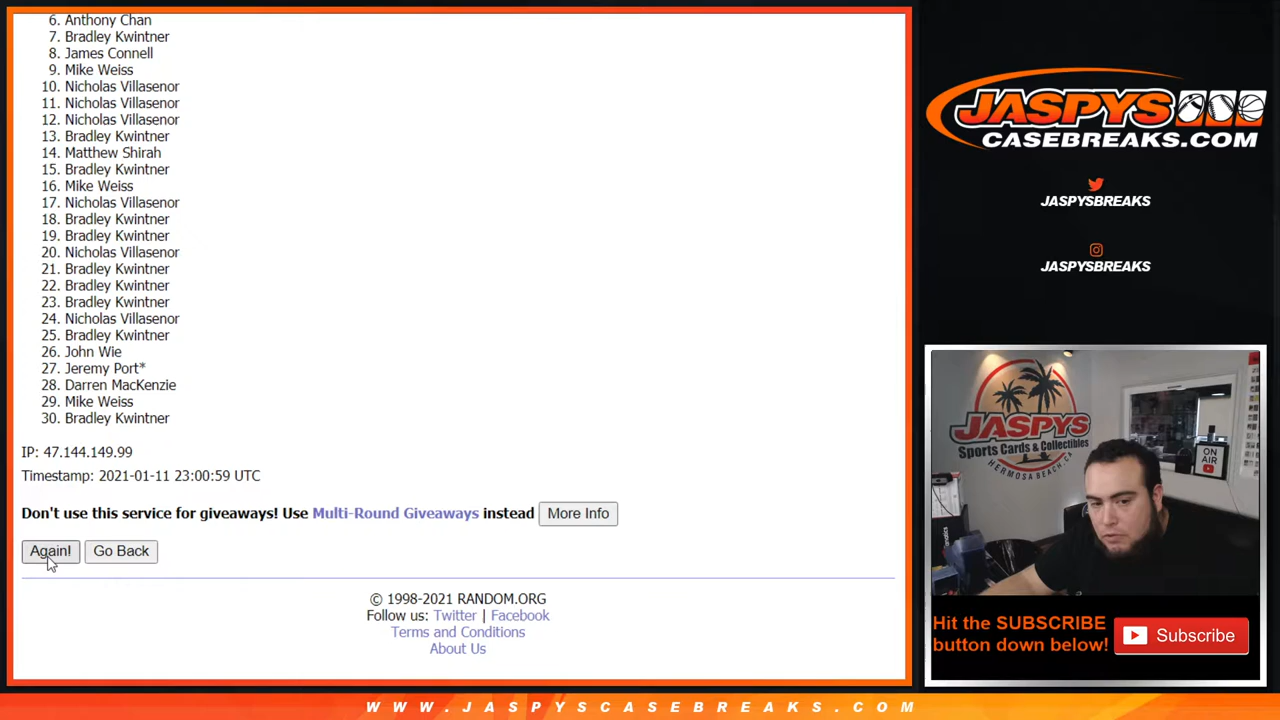 6. Anthony Chan
7. Bradley Kwintner
8. James Connell
9. Mike Weiss
10. Nicholas Villasenor
11. Nicholas Villasenor
12. Nicholas Villasenor
13. Bradley Kwintner
14. Matthew Shirah
15. Bradley Kwintner
16. Mike Weiss
17. Nicholas Villasenor
18. Bradley Kwintner
19. Bradley Kwintner
20. Nicholas Villasenor
21. Bradley Kwintner
22. Bradley Kwintner
23. Bradley Kwintner
24. Nicholas Villasenor
25. Bradley Kwintner
26. John Wie
27. Jeremy Port*
28. Darren MacKenzie
29. Mike Weiss
30. Bradley Kwintner
IP: 47.144.149.99
Timestamp: 2021-01-11 23:00:59 UTC
Don't use this service for giveaways! Use Multi-Round Giveaways instead More Info
Again! Go Back
© 1998-2021 RANDOM.ORG
Follow us: Twitter | Facebook
Terms and Conditions
About Us
JASPYS
CASEBREAKS.COM
JASPYSBREAKS
JASPYSBREAKS
JASPYS
Sports Cards & Collectibles
HERMOSA BEACH, CA
ON
AIR
Hit the SUBSCRIBE
button down below!
Subscribe
WWW.JASPYSCASEBREAKS.COM